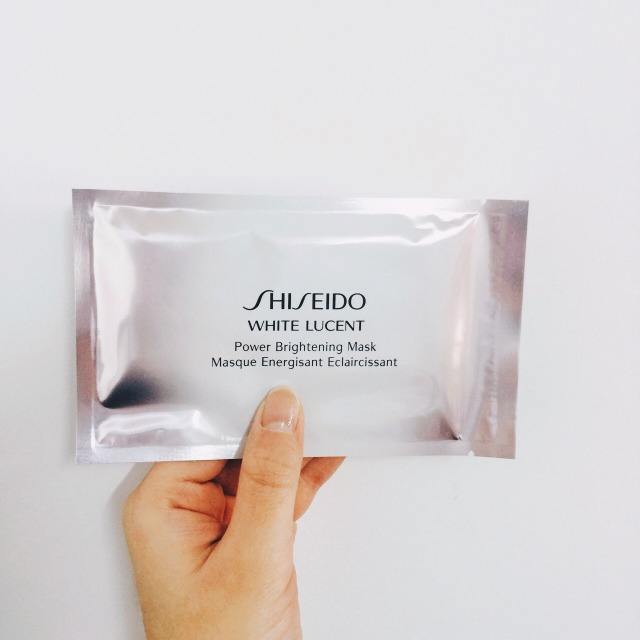 SHISEIDO
WHITE LUCENT
Power Brightening Mask
Masque Energisant Eclaircissant